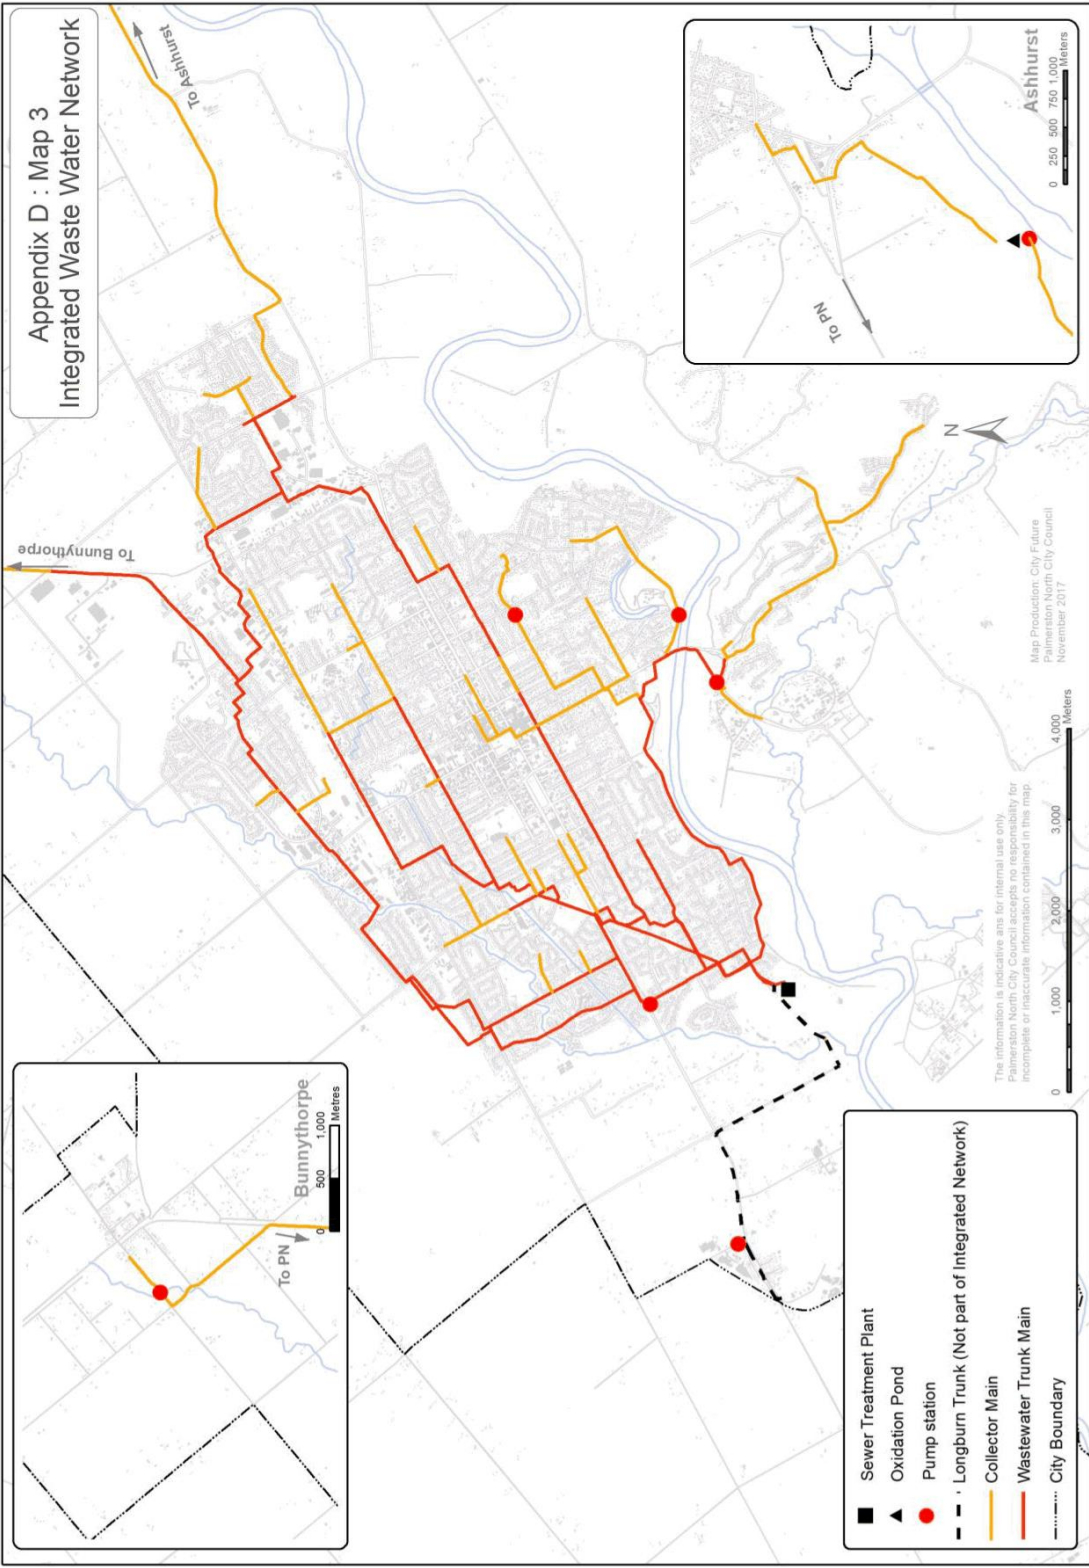 Appendix D : Map 3
Integrated Waste Water Network
To Ashhurst
To Bunnythorpe
Bunnythorpe
0 500 1,000
Metres
To PN
To PN
Ashhurst
0 250 500 750 1,000
Meters
N
Map Production: City Future
Palmerston North City Council
November 2017
The information is indicative ans for internal use only.
Palmerston North City Council accepts no responsibility for
incomplete or inaccurate information contained in this map.
0 1,000 2,000 3,000 4,000
Meters
Sewer Treatment Plant
Oxidation Pond
Pump station
Longburn Trunk (Not part of Integrated Network)
Collector Main
Wastewater Trunk Main
City Boundary